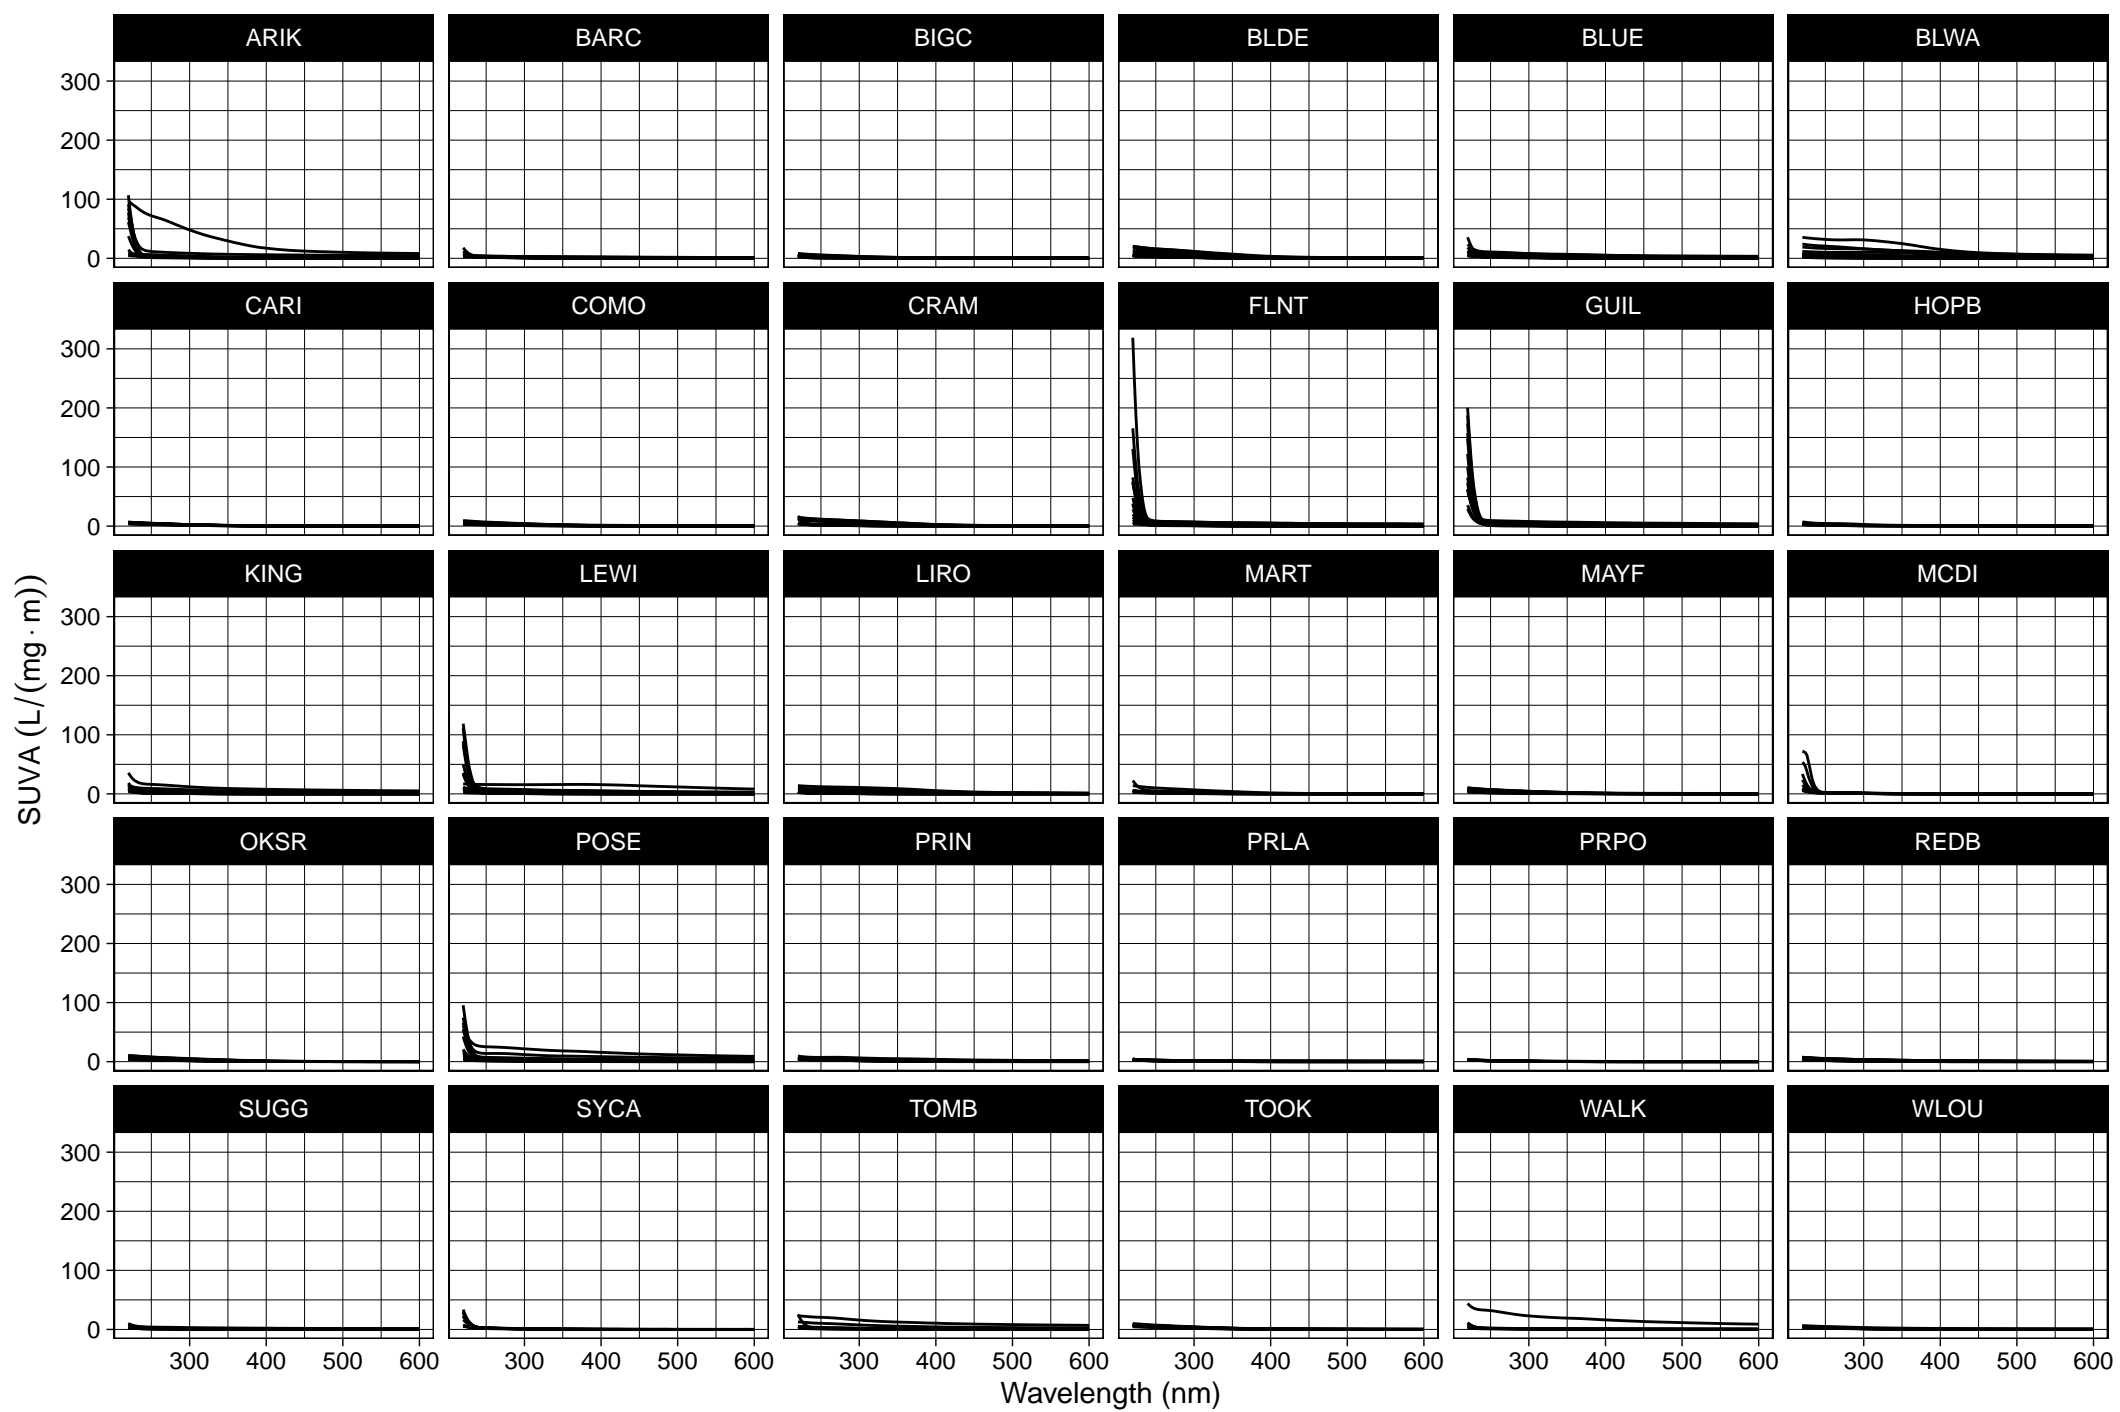 ARIK BARC BIGC BLDE BLUE BLWA
300
200
100
0
CARI COMO CRAM FLNT GUIL HOPB
300
200
100
0
KING LEWI LIRO MART MAYF MCDI
300
200
100
0
SUVA (L/(mg · m))
OKSR POSE PRIN PRLA PRPO REDB
300
200
100
0
SUGG SYCA TOMB TOOK WALK WLOU
300
200
100
0
300 400 500 600 300 400 500 600 300 400 500 600 300 400 500 600 300 400 500 600 300 400 500 600
Wavelength (nm)